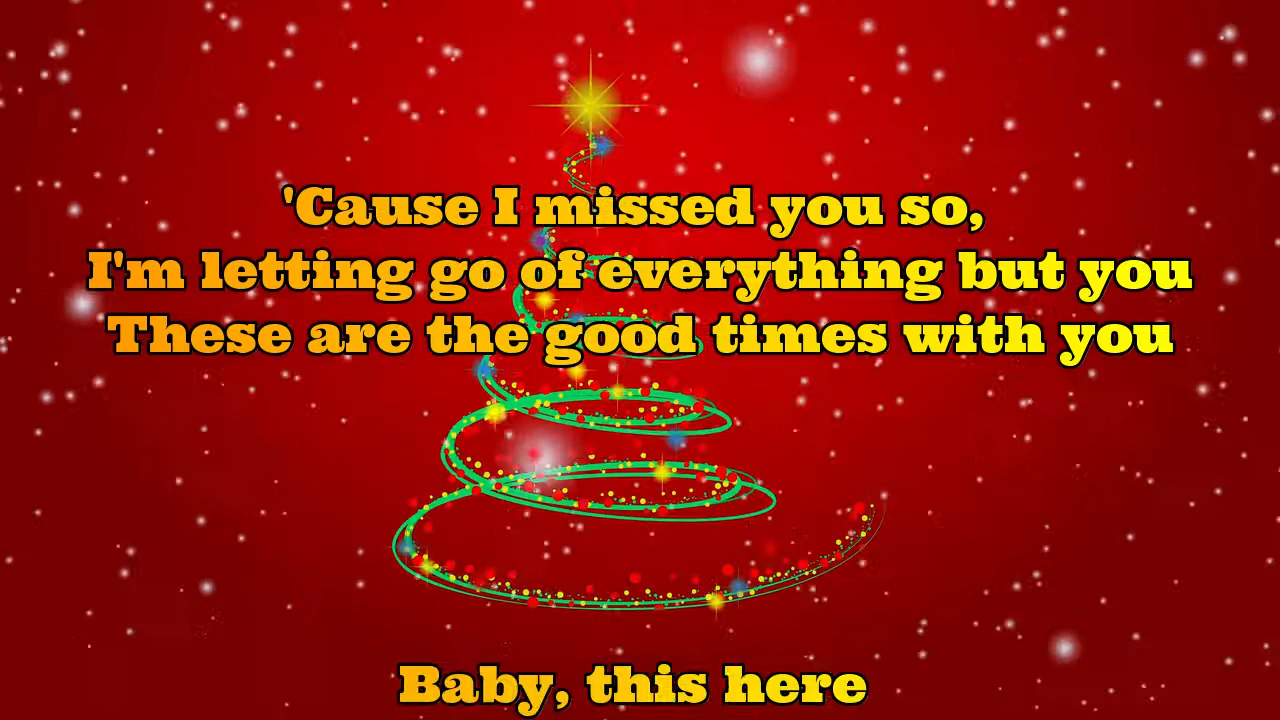 'Cause I missed you so,
I'm letting go of everything but you
These are the good times with you
Baby, this here